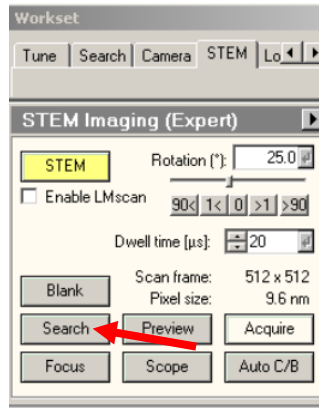 Workset
Tune Search Camera STEM Lo
STEM Imaging (Expert)
STEM Rotation (°): 25.0
Enable LMscan 90< 1< 0 >1 >90
Dwell time [µs]: 20
Blank Scan frame: 512 x 512
Pixel size: 9.6 nm
Search Preview Acquire
Focus Scope Auto C/B